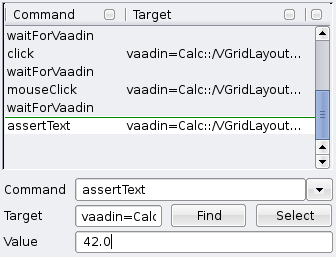 Command Target
waitForVaadin
click vaadin=Calc::/VGridLayout...
waitForVaadin
mouseClick vaadin=Calc::/VGridLayout...
waitForVaadin
assertText vaadin=Calc::/VGridLayout...
Command assertText
Target vaadin=Calc Find Select
Value 42.0